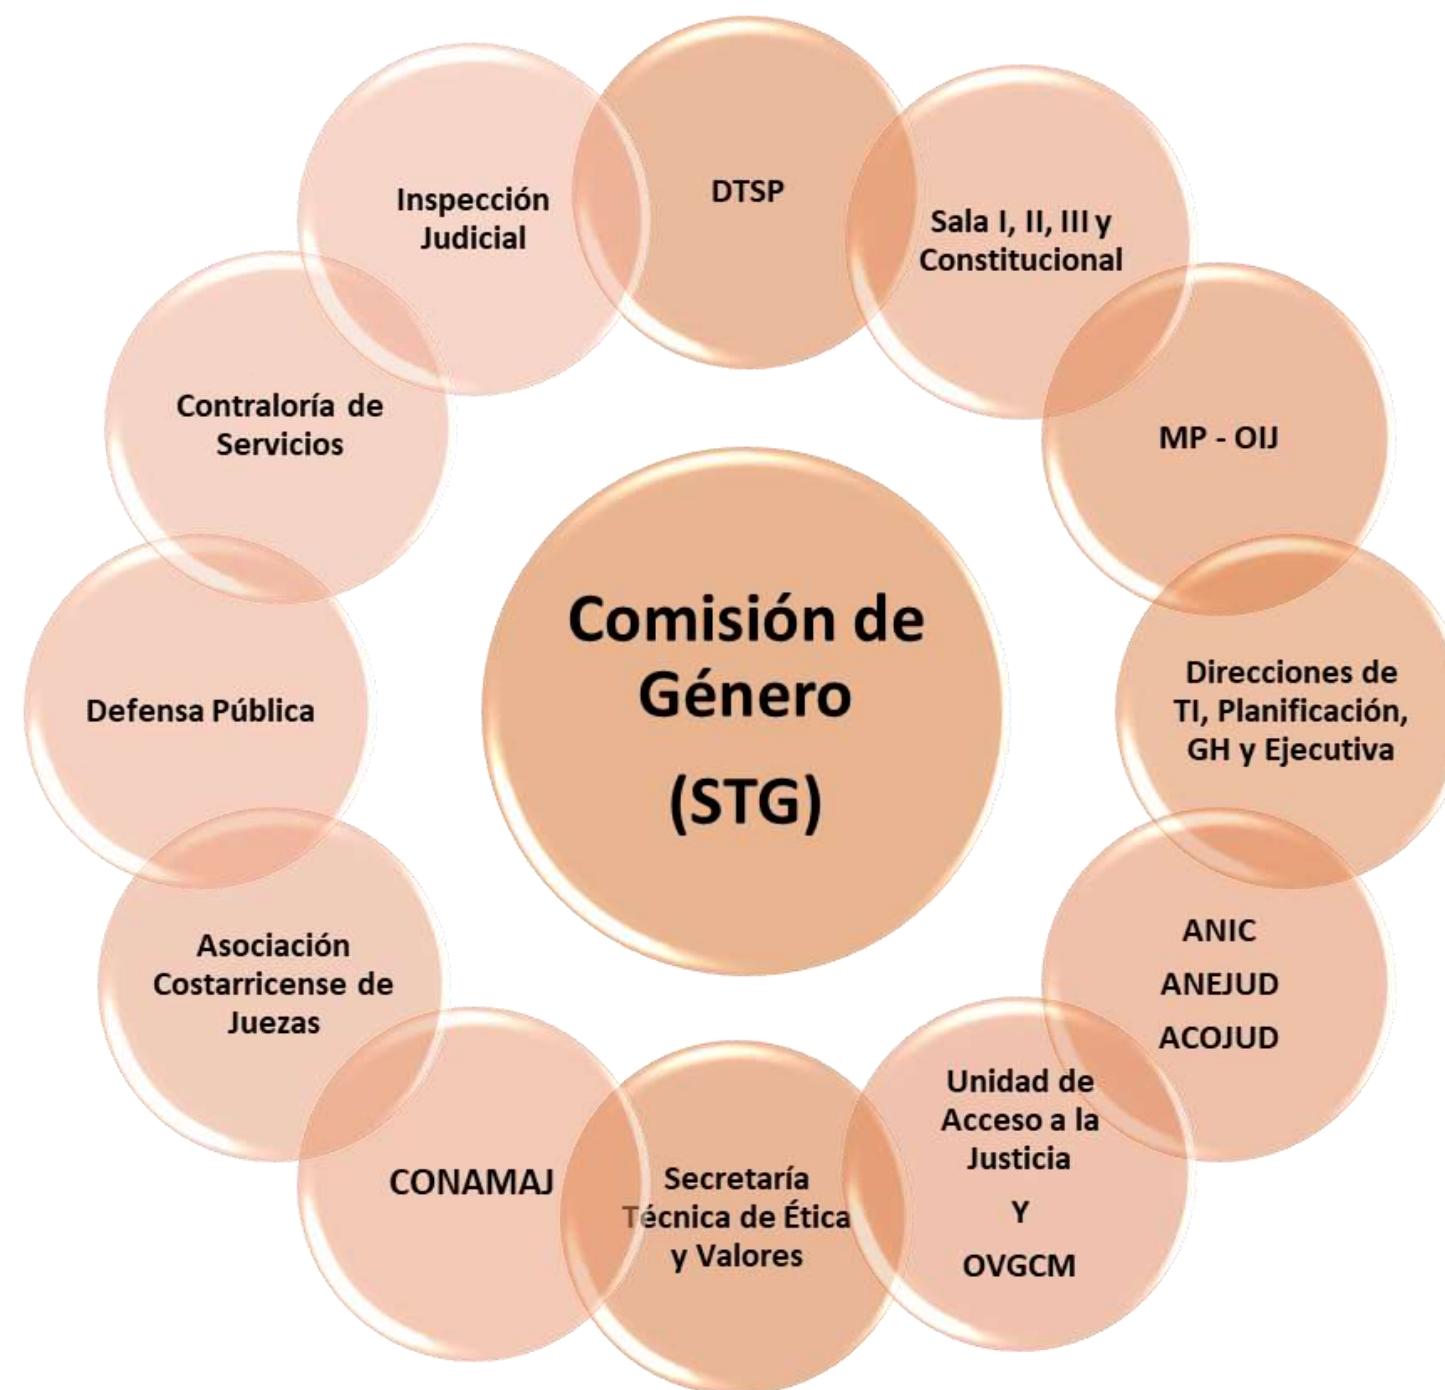 DTSP
Sala I, II, III y
Constitucional
MP - OIJ
Direcciones de
TI, Planificación,
GH y Ejecutiva
ANIC
ANEJUD
ACOJUD
Unidad de
Acceso a la
Justicia
Y
OVGCM
Secretaría
Técnica de Ética
y Valores
CONAMAJ
Asociación
Costarricense de
Juezas
Defensa Pública
Contraloría de
Servicios
Inspección
Judicial
Comisión de
Género
(STG)